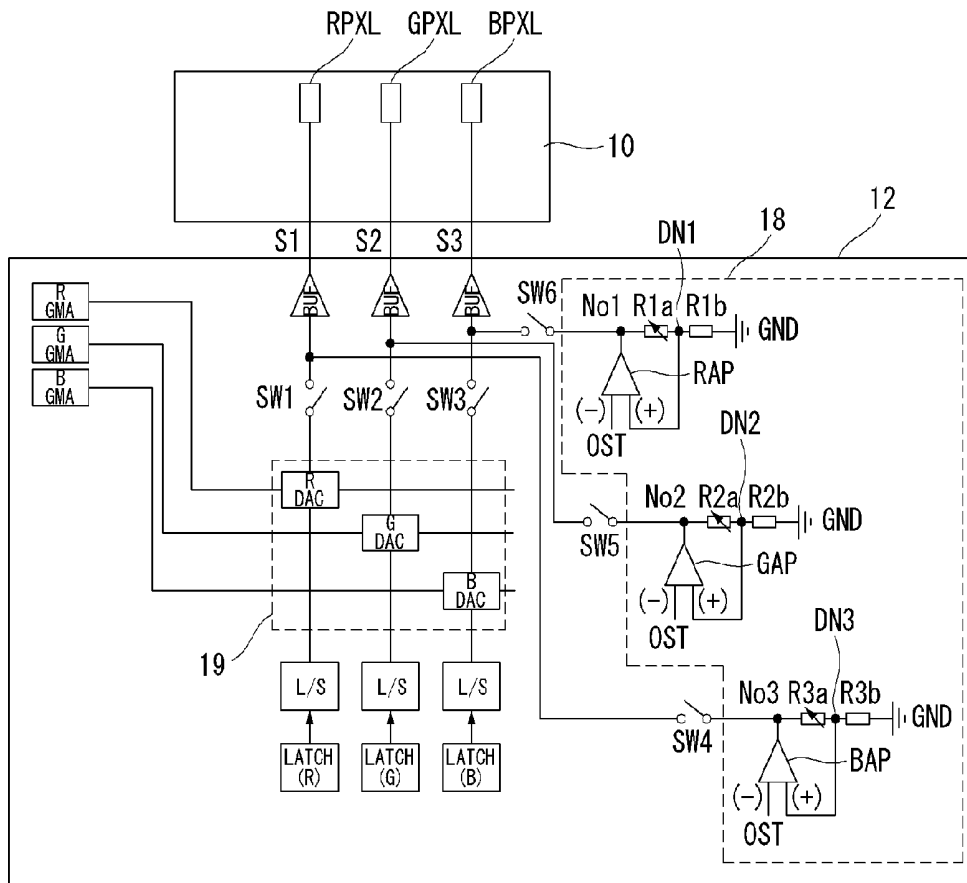 RPXL GPXL BPXL
10
12
S1 S2 S3
18
DN1
R
GMA
G
GMA
B
GMA
BUF BUF BUF
SW6
No1 R1a R1b
GND
RAP
(-) (+)
OST
SW1 SW2 SW3
DN2
R
DAC
G
DAC
B
DAC
No2 R2a R2b
GND
SW5
GAP
(-) (+)
OST
19
DN3
L/S L/S L/S
No3 R3a R3b
GND
SW4
BAP
(-) (+)
OST
LATCH
(R)
LATCH
(G)
LATCH
(B)